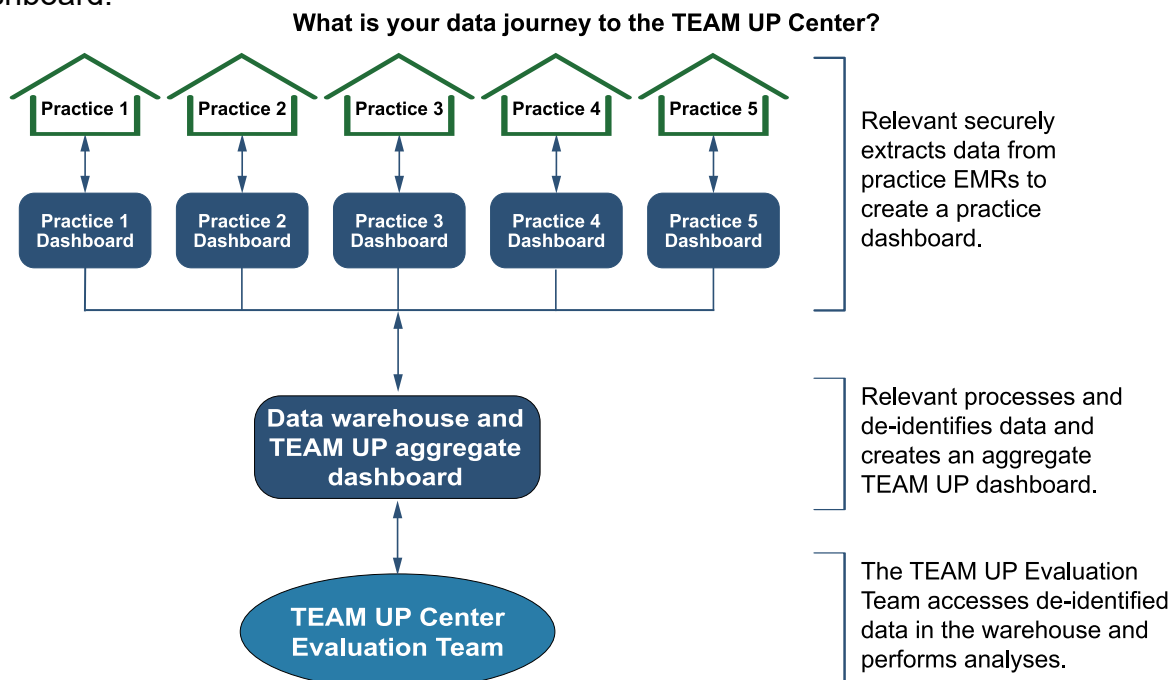 shboard.
What is your data journey to the TEAM UP Center?
Practice 1
Practice 2
Practice 3
Practice 4
Practice 5
Practice 1
Dashboard
Practice 2
Dashboard
Practice 3
Dashboard
Practice 4
Dashboard
Practice 5
Dashboard
Relevant securely
extracts data from
practice EMRs to
create a practice
dashboard.
Data warehouse and
TEAM UP aggregate
dashboard
Relevant processes and
de-identifies data and
creates an aggregate
TEAM UP dashboard.
TEAM UP Center
Evaluation Team
The TEAM UP Evaluation
Team accesses de-identified
data in the warehouse and
performs analyses.